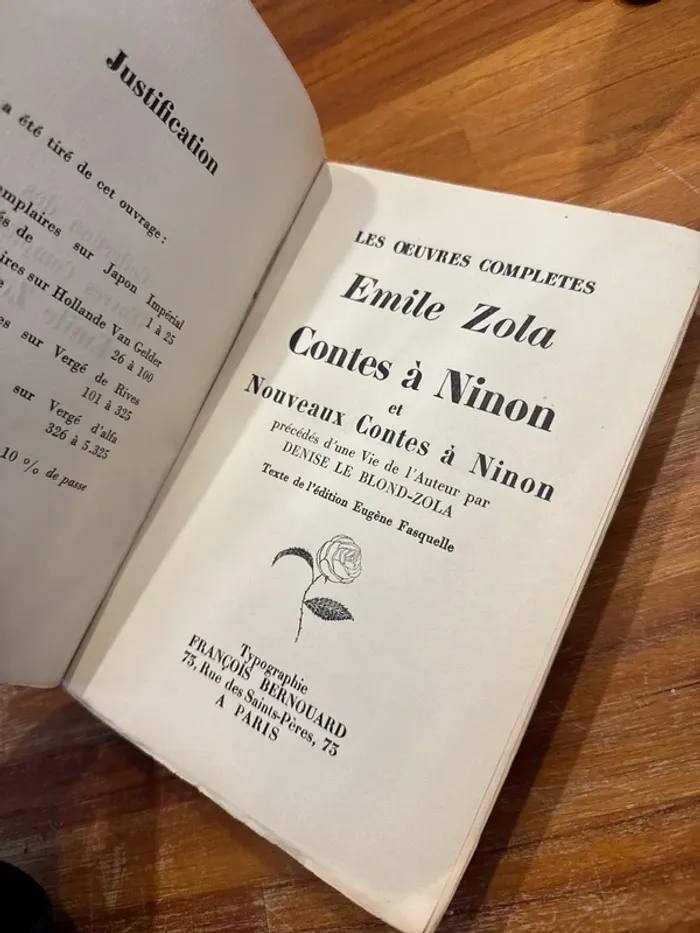 Justification
a été tiré de cet ouvrage:
emplaires sur Japon Impérial
1 à 25
ires sur Hollande Van Gelder
26 à 100
es sur Vergé de Rives
101 à 325
sur Vergé d'alfa
326 à 5.325
10 % de passe
LES ŒUVRES COMPLETES
Emile Zola
Contes à Ninon
et
Nouveaux Contes à Ninon
précédés d'une Vie de l'Auteur par
DENISE LE BLOND-ZOLA
Texte de l'édition Eugène Fasquelle
Typographie
FRANÇOIS BERNOUARD
73, Rue des Saints-Pères, 73
A PARIS